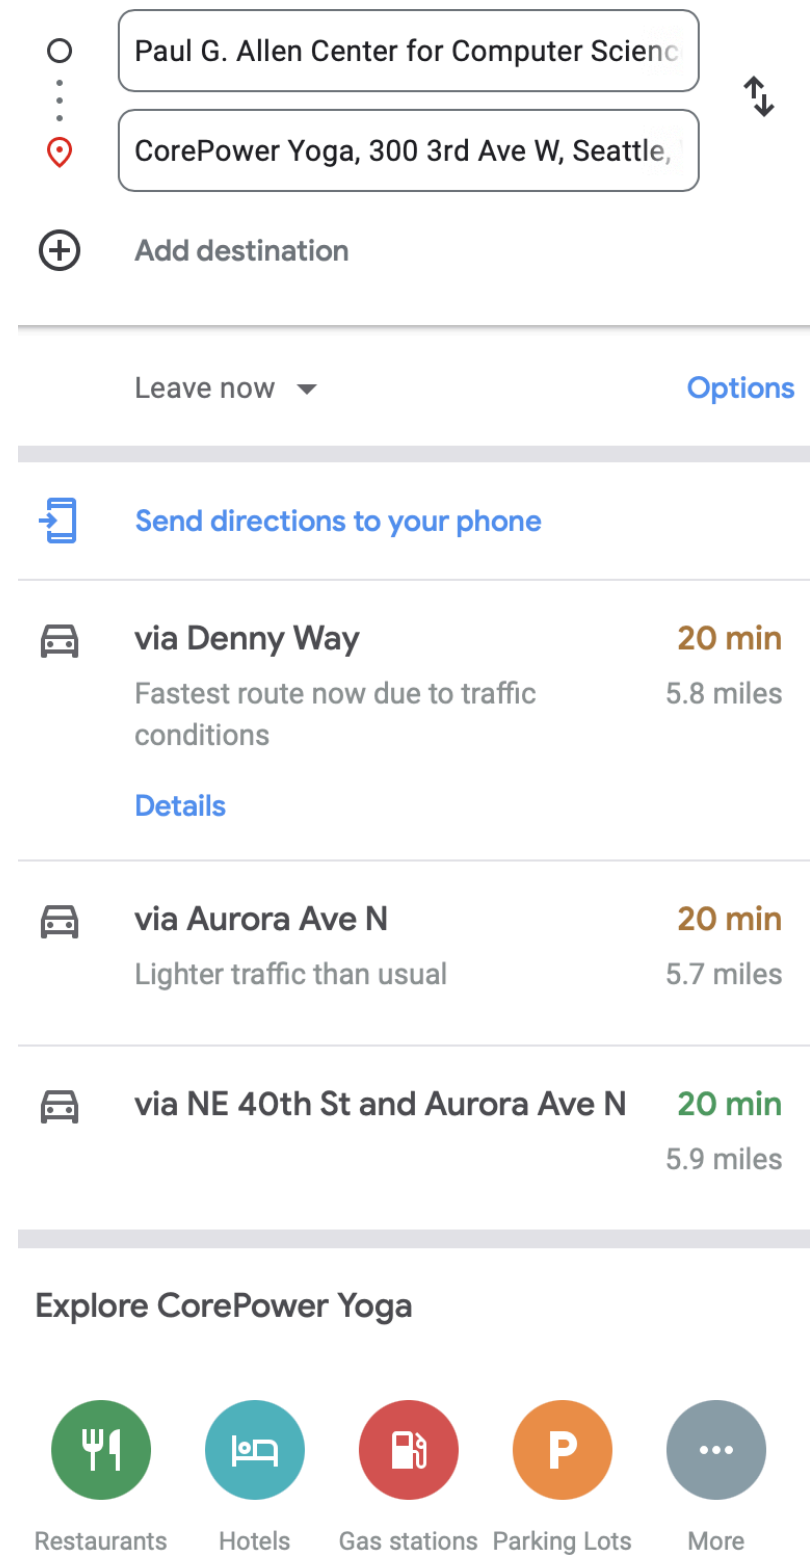 Paul G. Allen Center for Computer Scienc
CorePower Yoga, 300 3rd Ave W, Seattle,
Add destination
Leave now
Options
Send directions to your phone
via Denny Way
20 min
Fastest route now due to traffic
5.8 miles
conditions
Details
via Aurora Ave N
20 min
Lighter traffic than usual
5.7 miles
via NE 40th St and Aurora Ave N
20 min
5.9 miles
Explore CorePower Yoga
P
Restaurants
Hotels
Gas stations
Parking Lots
More